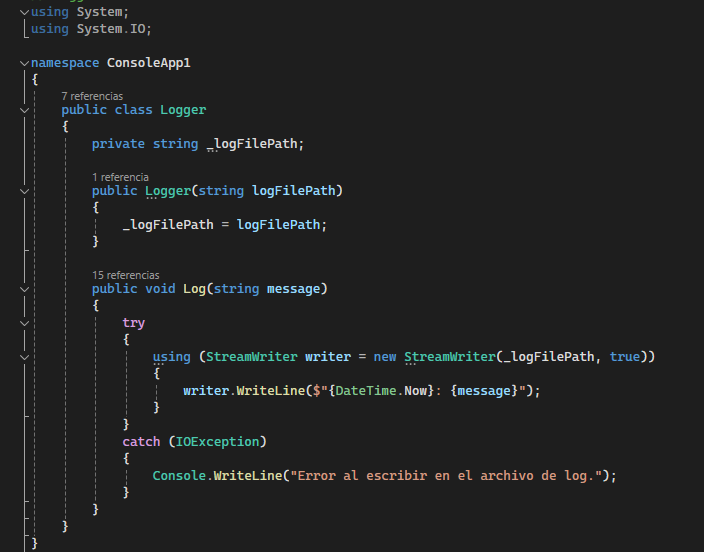 using System;
using System.IO;
namespace ConsoleApp1
{
7 referencias
public class Logger
{
private string _logFilePath;
1 referencia
public Logger(string logFilePath)
{
_logFilePath = logFilePath;
}
15 referencias
public void Log(string message)
{
try
{
using (StreamWriter writer = new StreamWriter(_logFilePath, true))
{
writer.WriteLine($"{DateTime.Now}: {message}");
}
}
catch (IOException)
{
Console.WriteLine("Error al escribir en el archivo de log.");
}
}
}
}